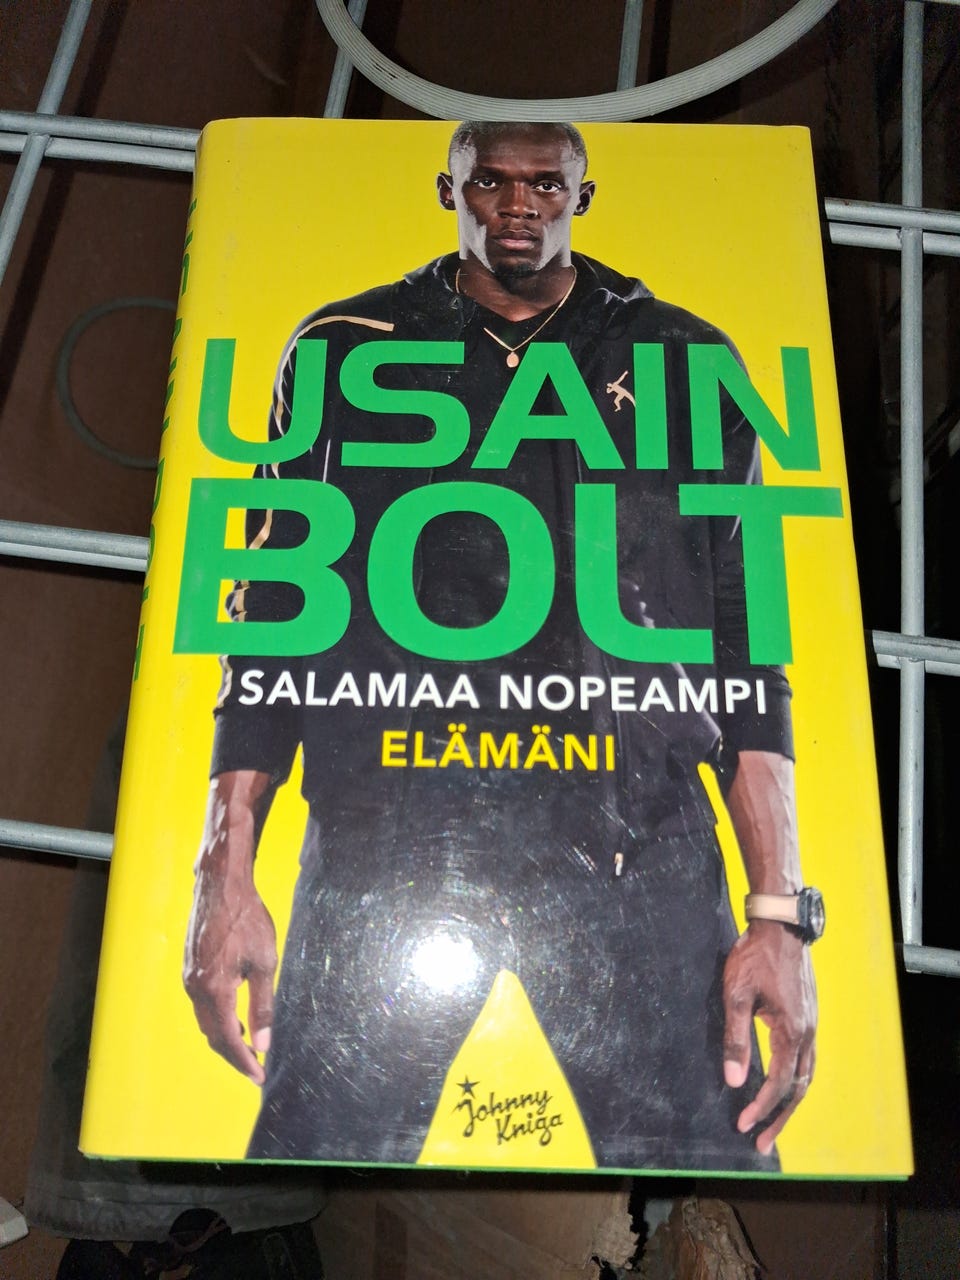 USAIN
BOLT
SALAMAA NOPEAMPI
ELÄMÄNI
Johnny
Kniga